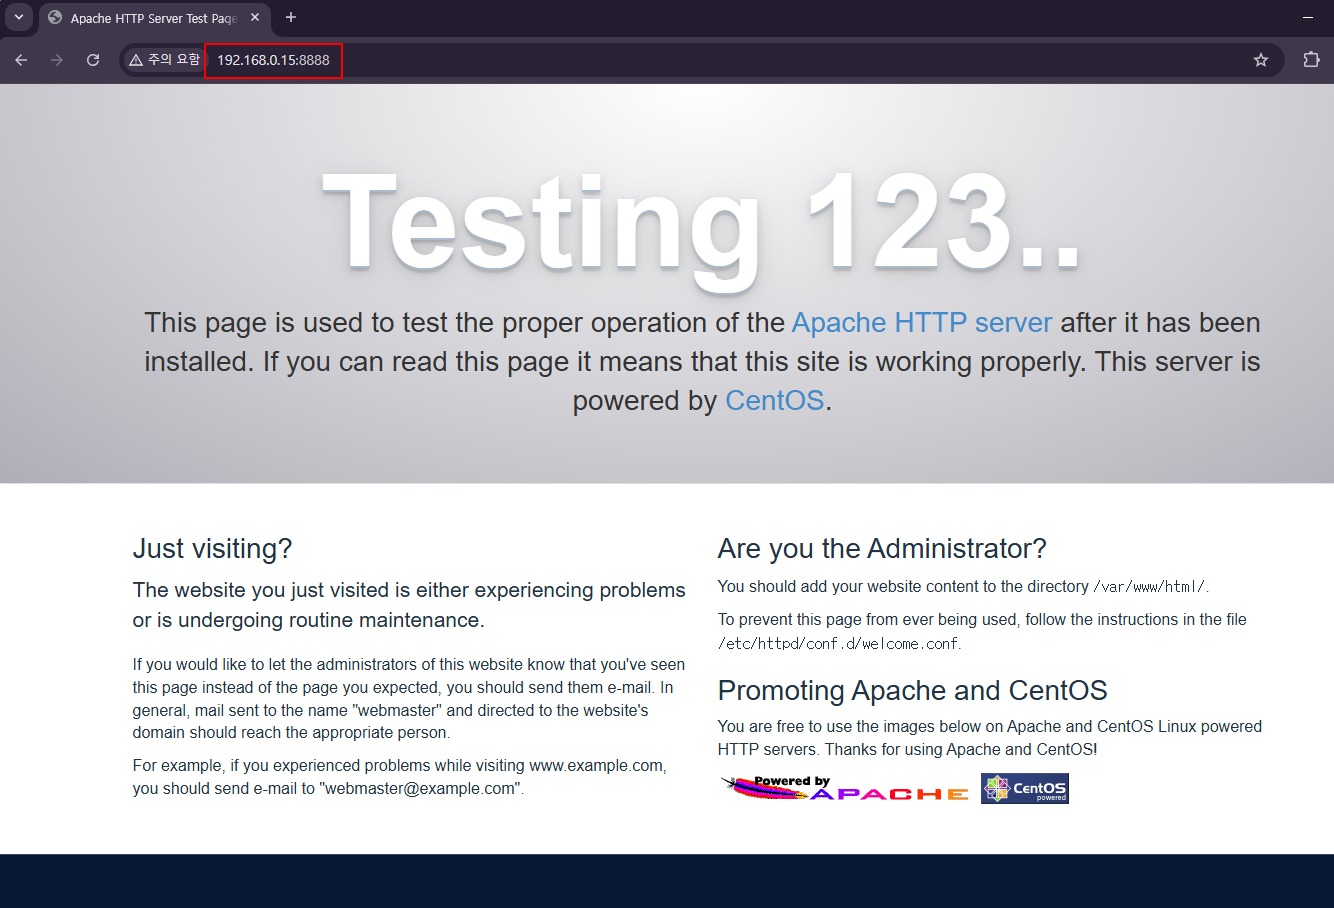 Apache HTTP Server Test Page
주의 요함
192.168.0.15:8888
Testing 123..
This page is used to test the proper operation of the Apache HTTP server after it has been
installed. If you can read this page it means that this site is working properly. This server is
powered by CentOS.
Just visiting?
The website you just visited is either experiencing problems
or is undergoing routine maintenance.
If you would like to let the administrators of this website know that you've seen
this page instead of the page you expected, you should send them e-mail. In
general, mail sent to the name "webmaster" and directed to the website's
domain should reach the appropriate person.
For example, if you experienced problems while visiting www.example.com,
you should send e-mail to "webmaster@example.com".
Are you the Administrator?
You should add your website content to the directory /var/www/html/.
To prevent this page from ever being used, follow the instructions in the file
/etc/httpd/conf.d/welcome.conf.
Promoting Apache and CentOS
You are free to use the images below on Apache and CentOS Linux powered
HTTP servers. Thanks for using Apache and CentOS!
Powered by
APACHE
CentOS
powered